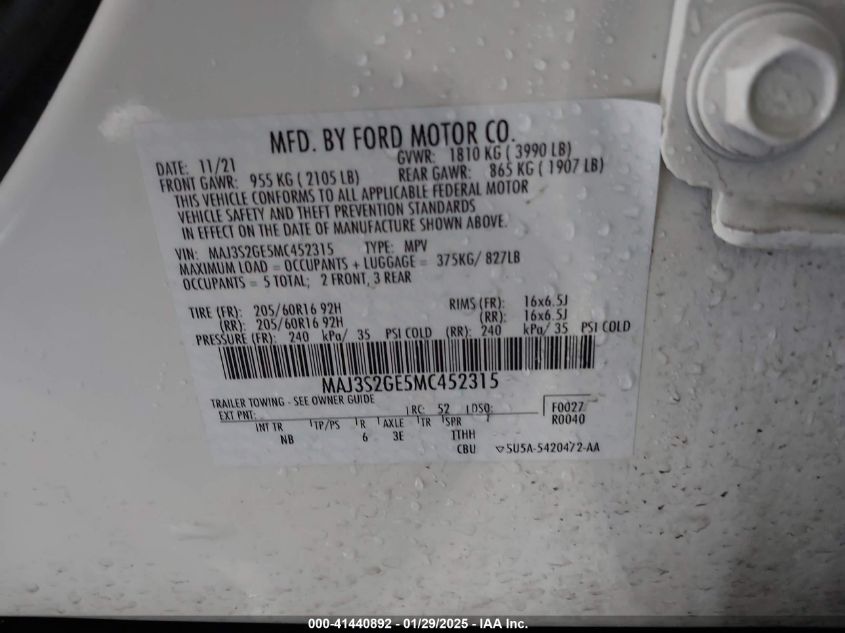 MFD. BY FORD MOTOR CO.
DATE: 11/21 GVWR: 1810 KG ( 3990 LB)
FRONT GAWR: 955 KG ( 2105 LB) REAR GAWR: 865 KG ( 1907 LB)
THIS VEHICLE CONFORMS TO ALL APPLICABLE FEDERAL MOTOR
VEHICLE SAFETY AND THEFT PREVENTION STANDARDS
IN EFFECT ON THE DATE OF MANUFACTURE SHOWN ABOVE.
VIN: MAJ3S2GE5MC452315 TYPE: MPV
MAXIMUM LOAD = OCCUPANTS + LUGGAGE = 375KG/ 827LB
OCCUPANTS = 5 TOTAL; 2 FRONT, 3 REAR
TIRE (FR): 205/60R16 92H RIMS (FR): 16x6.5J
(RR): 205/60R16 92H (RR): 16x6.5J
PRESSURE (FR): 240 kPa/ 35 PSI COLD (RR): 240 kPa/ 35 PSI COLD
MAJ3S2GE5MC452315
TRAILER TOWING - SEE OWNER GUIDE
EXT PNT: RC: 52 DSO: F0027
INT TR TP/PS R AXLE TR SPR R0040
NB 6 3E 1THH
CBU 5U5A-5420472-AA
000-41440892 - 01/29/2025 - IAA Inc.